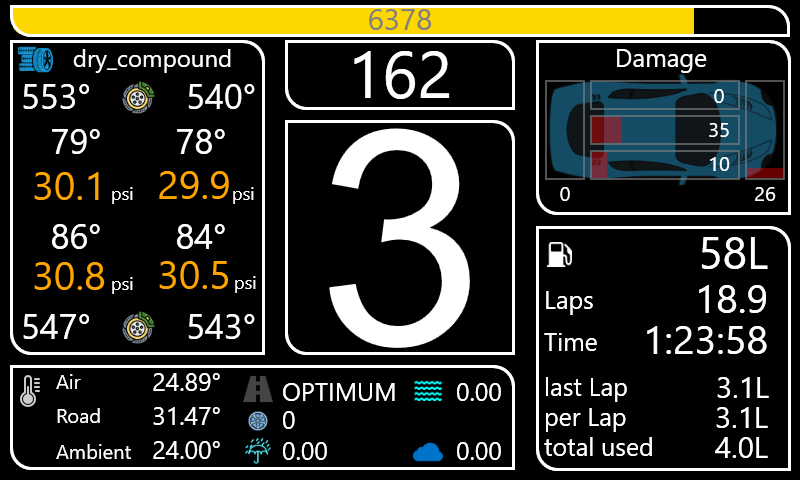 6378
dry_compound
553° 540°
79° 78°
30.1 psi 29.9 psi
86° 84°
30.8 psi 30.5 psi
547° 543°
162
3
Damage
0
35
10
0 26
58L
Laps 18.9
Time 1:23:58
last Lap 3.1L
per Lap 3.1L
total used 4.0L
Air 24.89° OPTIMUM 0.00
Road 31.47° 0
Ambient 24.00° 0.00 0.00